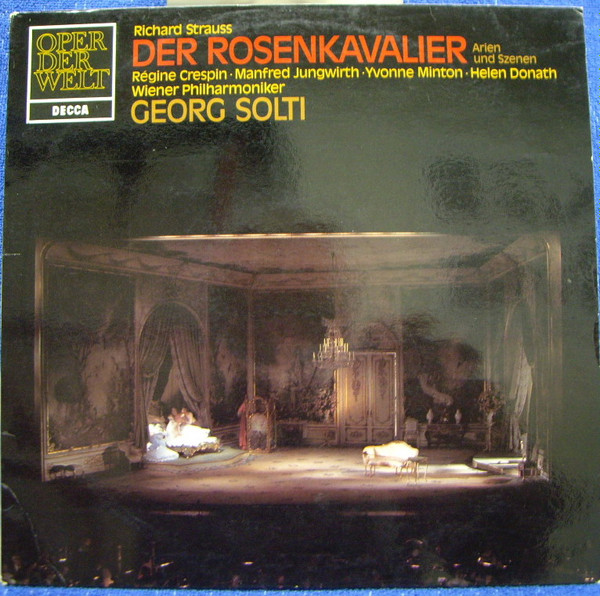 OPER
DER
WELT
DECCA
Richard Strauss
DER ROSENKAVALIER Arien und Szenen
Régine Crespin · Manfred Jungwirth · Yvonne Minton · Helen Donath
Wiener Philharmoniker
GEORG SOLTI